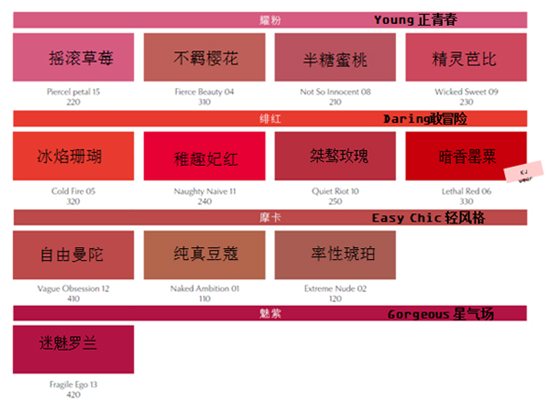 耀粉 Young 正青春
摇滚草莓 不羁樱花 半糖蜜桃 精灵芭比
Piercel petal 15 Fierce Beauty 04 Not So Innocent 08 Wicked Sweet 09
220 310 210 230
绯红 Daring敢冒险
冰焰珊瑚 稚趣妃红 桀骜玫瑰 暗香罂粟
KJ
Cold Fire 05 Naughty Naive 11 Quiet Riot 10 Lethal Red 06
320 240 250 330
摩卡 Easy Chic 轻风格
自由曼陀 纯真豆蔻 率性琥珀
Vague Obsession 12 Naked Ambition 01 Extreme Nude 02
410 110 120
魅紫 Gorgeous 星气场
迷魅罗兰
Fragile Ego 13
420